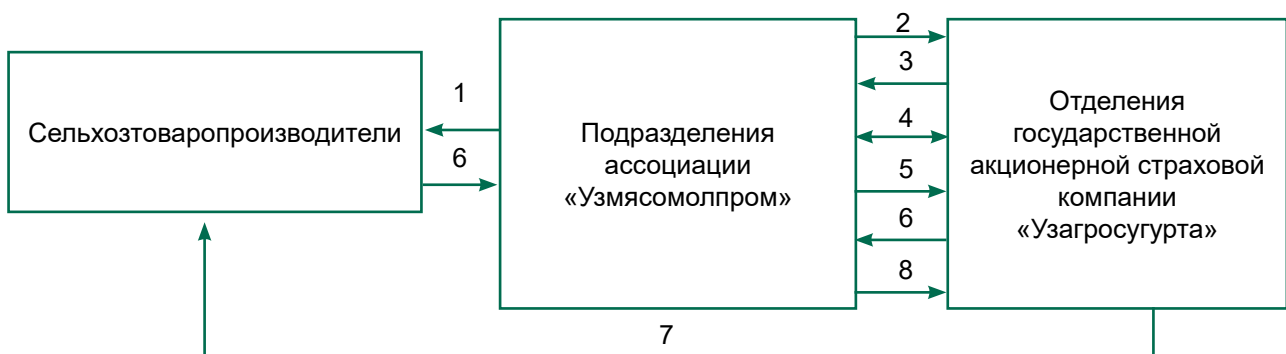 Сельхозтоваропроизводители
1
6
Подразделения
ассоциации
«Узмясомолпром»
2
3
4
5
6
8
Отделения
государственной
акционерной страховой
компании
«Узагросугурта»
7